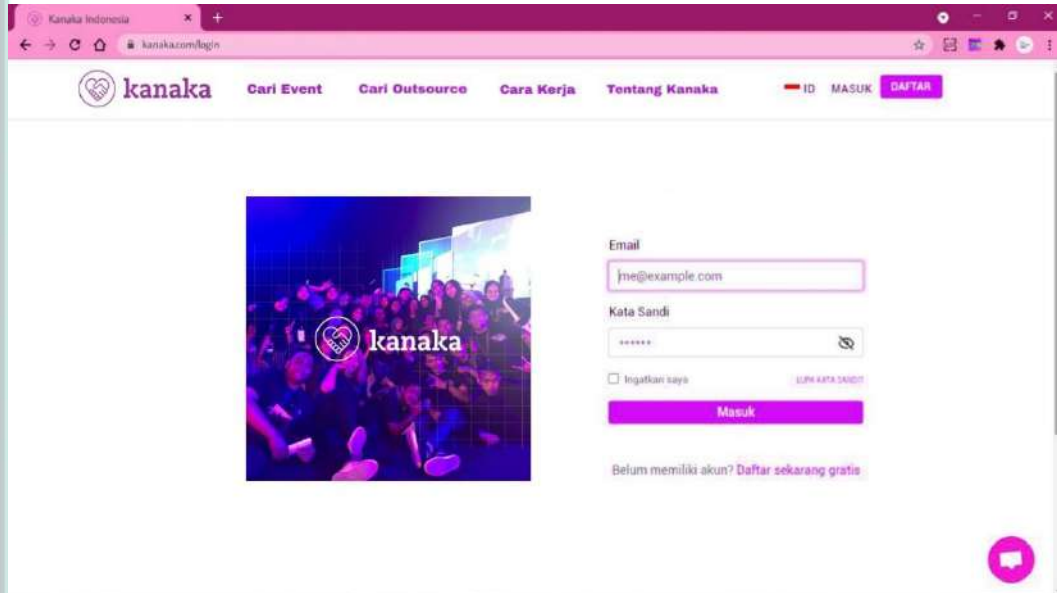 Kanaka Indonesia
kanaka.com/login
kanaka Cari Event Cari Outsource Cara Kerja Tentang Kanaka ID MASUK DAFTAR
Email
me@example.com
kanaka
Kata Sandi
******
Ingatkan saya LUPA KATA SANDI?
Masuk
Belum memiliki akun? Daftar sekarang gratis